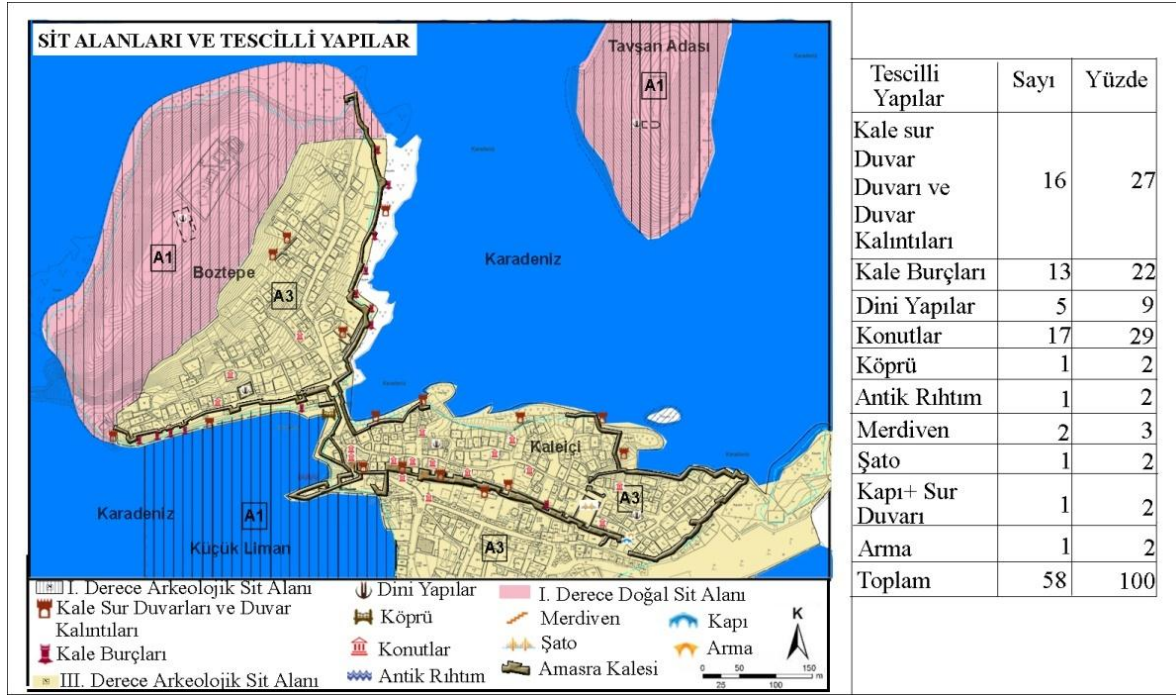 SİT ALANLARI VE TESCİLLİ YAPILAR
Tavşan Adası
A1
A1
Boztepe
A3
Karadeniz
Kaleiçi
A3
Karadeniz
A1
Küçük Liman
A3
I. Derece Arkeolojik Sit Alanı
Kale Sur Duvarları ve Duvar
Kalıntıları
Kale Burçları
III. Derece Arkeolojik Sit Alanı
Dini Yapılar
Köprü
Konutlar
Antik Rıhtım
I. Derece Doğal Sit Alanı
Merdiven
Şato
Amasra Kalesi
Kapı
Arma
K
0 50 150
m
25 100
Tescilli Sayı Yüzde
Yapılar
Kale sur
Duvar
Duvarı ve 16 27
Duvar
Kalıntıları
Kale Burçları 13 22
Dini Yapılar 5 9
Konutlar 17 29
Köprü 1 2
Antik Rıhtım 1 2
Merdiven 2 3
Şato 1 2
Kapı+ Sur
Duvarı 1 2
Arma 1 2
Toplam 58 100